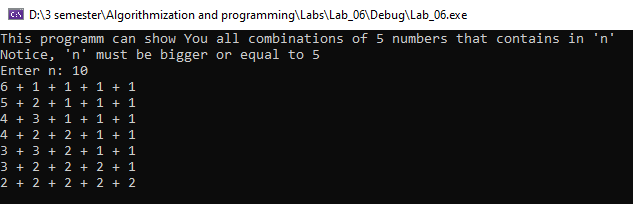 D:\3 semester\Algorithmization and programming\Labs\Lab_06\Debug\Lab_06.exe
This programm can show You all combinations of 5 numbers that contains in 'n'
Notice, 'n' must be bigger or equal to 5
Enter n: 10
6 + 1 + 1 + 1 + 1
5 + 2 + 1 + 1 + 1
4 + 3 + 1 + 1 + 1
4 + 2 + 2 + 1 + 1
3 + 3 + 2 + 1 + 1
3 + 2 + 2 + 2 + 1
2 + 2 + 2 + 2 + 2